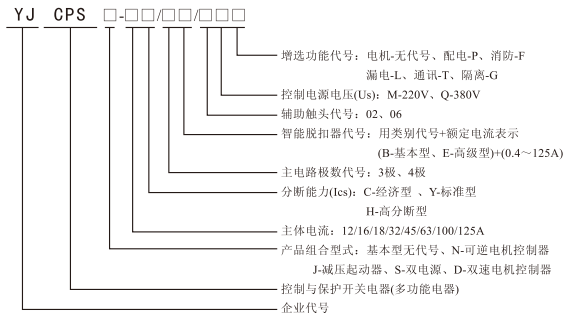 YJ CPS □-□□/□□/□□□
增选功能代号：电机-无代号、配电-P、消防-F
漏电-L、通讯-T、隔离-G
控制电源电压(Us)：M-220V、Q-380V
辅助触头代号：02、06
智能脱扣器代号：用类别代号+额定电流表示
(B-基本型、E-高级型)+(0.4～125A)
主电路极数代号：3极、4极
分断能力(Ics)：C-经济型 、Y-标准型
H-高分断型
主体电流：12/16/18/32/45/63/100/125A
产品组合型式：基本型无代号、N-可逆电机控制器
J-减压起动器、S-双电源、D-双速电机控制器
控制与保护开关电器(多功能电器)
企业代号